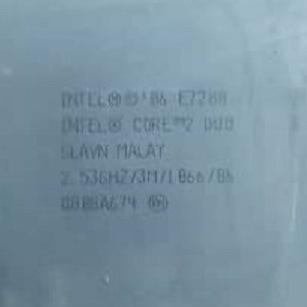 INTEL®©'06 E7200
INTEL® CORE™2 DUO
SLAVN MALAY
2.53GHZ/3M/1066/06